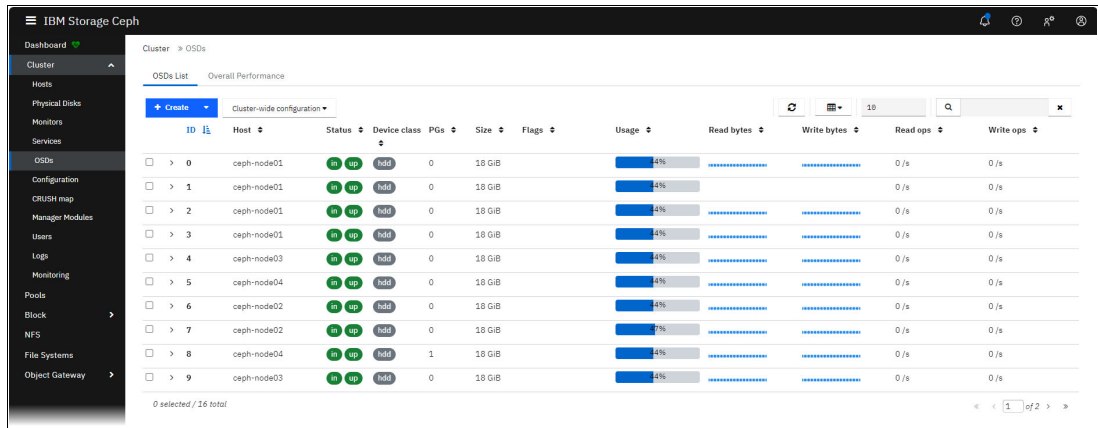 IBM Storage Ceph
Dashboard
Cluster
Hosts
Physical Disks
Monitors
Services
OSDs
Configuration
CRUSH map
Manager Modules
Users
Logs
Monitoring
Pools
Block
NFS
File Systems
Object Gateway
Cluster » OSDs
OSDs List Overall Performance
+ Create Cluster-wide configuration 10
ID Host Status Device class PGs Size Flags Usage Read bytes Write bytes Read ops Write ops
0 ceph-node01 in up hdd 0 18 GiB 44% 0 /s 0 /s
1 ceph-node01 in up hdd 0 18 GiB 44% 0 /s 0 /s
2 ceph-node01 in up hdd 0 18 GiB 44% 0 /s 0 /s
3 ceph-node01 in up hdd 0 18 GiB 44% 0 /s 0 /s
4 ceph-node03 in up hdd 0 18 GiB 44% 0 /s 0 /s
5 ceph-node04 in up hdd 0 18 GiB 44% 0 /s 0 /s
6 ceph-node02 in up hdd 0 18 GiB 44% 0 /s 0 /s
7 ceph-node02 in up hdd 0 18 GiB 47% 0 /s 0 /s
8 ceph-node04 in up hdd 1 18 GiB 44% 0 /s 0 /s
9 ceph-node03 in up hdd 0 18 GiB 44% 0 /s 0 /s
0 selected / 16 total
« ‹ 1 of 2 › »